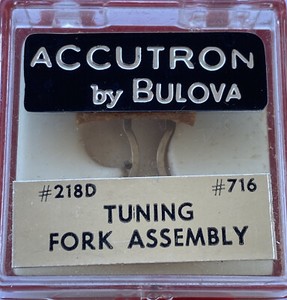 ACCUTRON
by BULOVA
#218D #716
TUNING
FORK ASSEMBLY